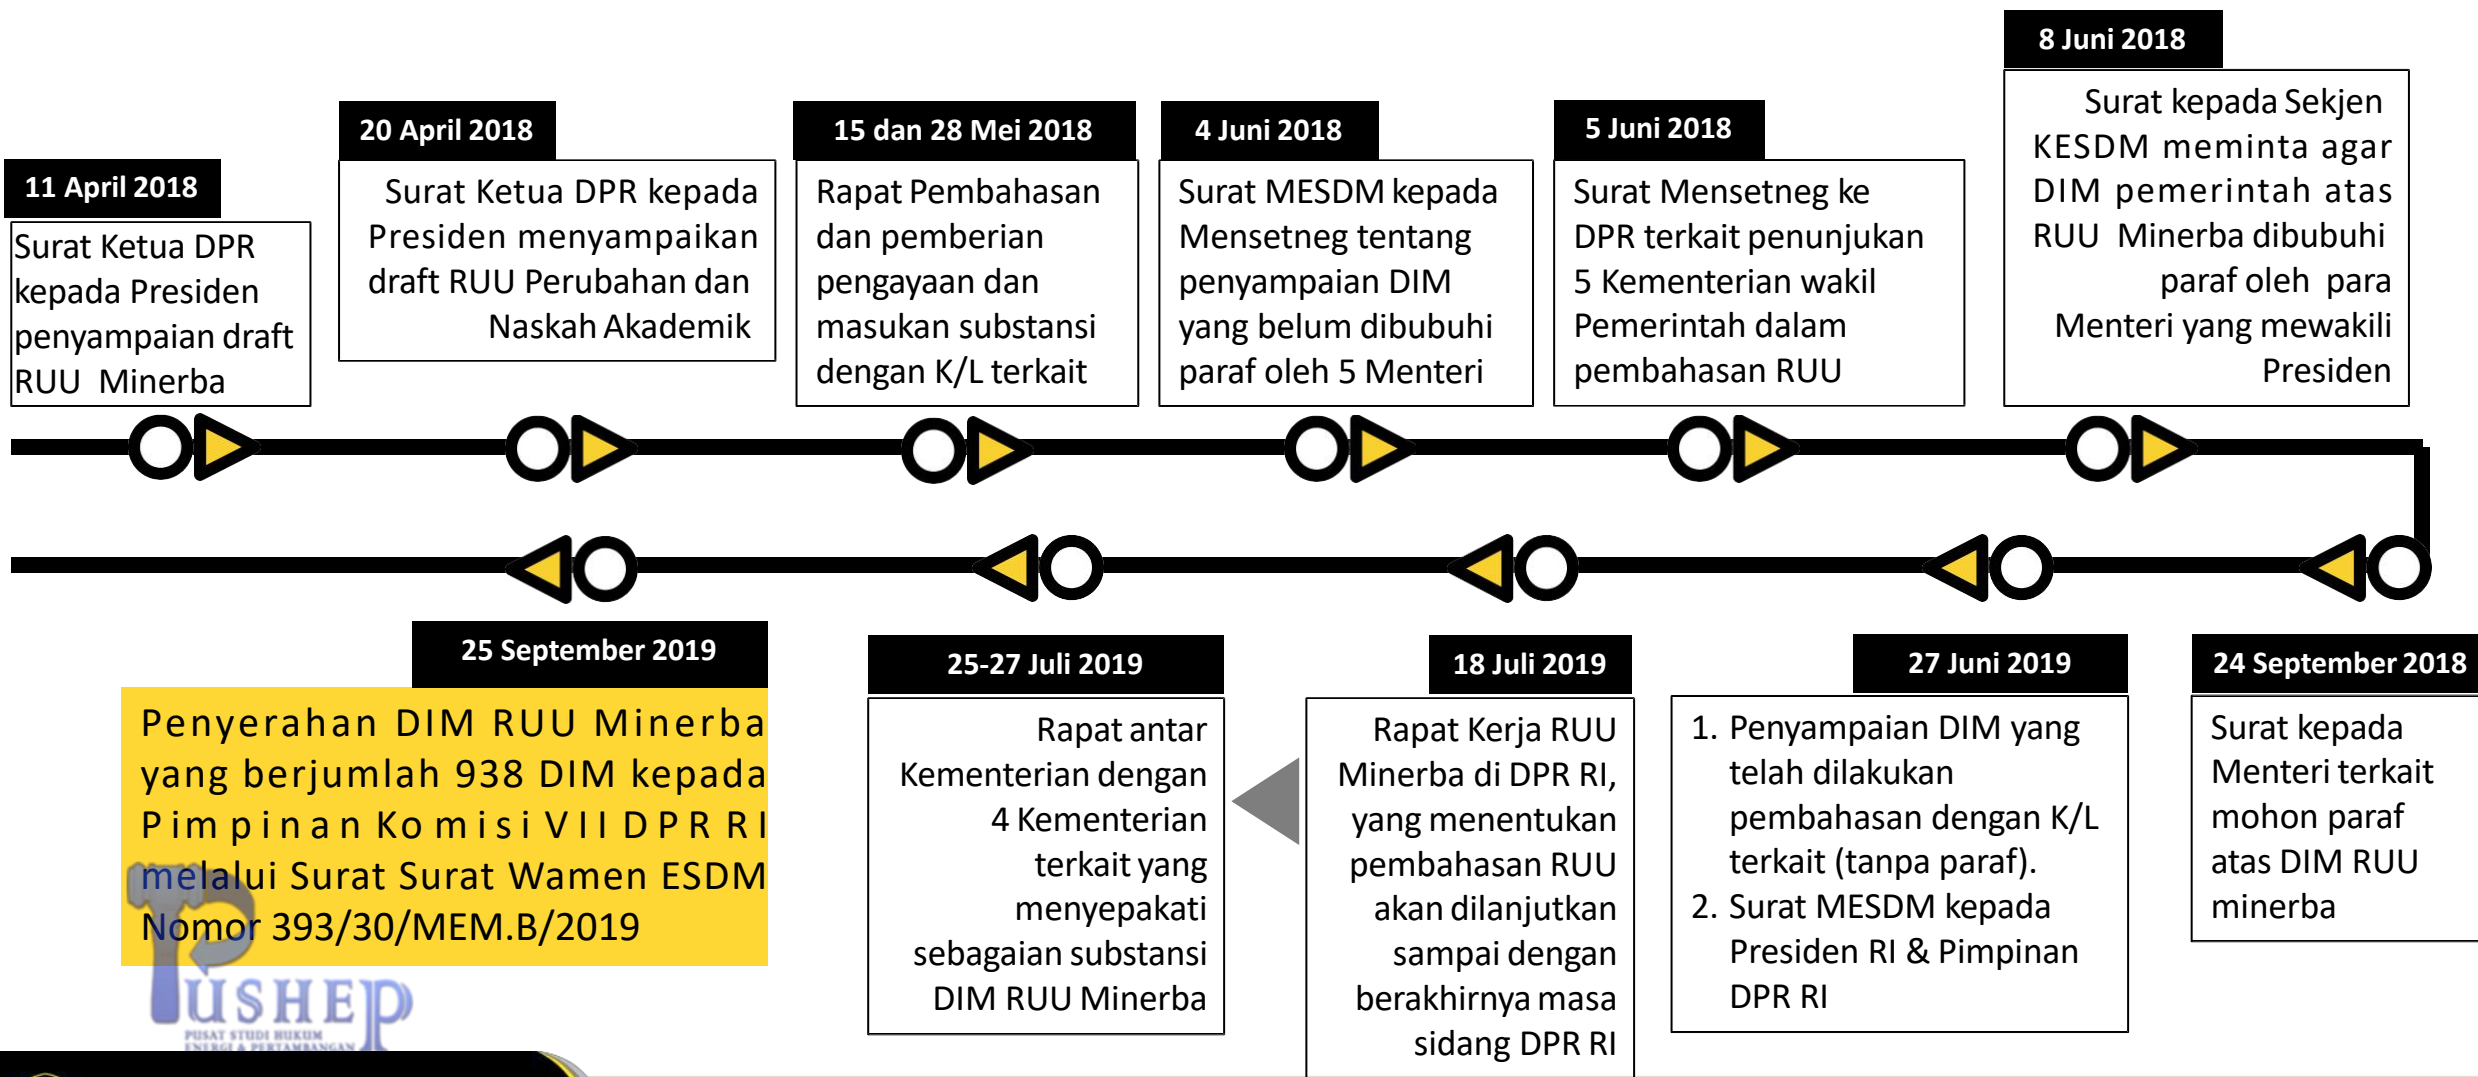 11 April 2018
Surat Ketua DPR
kepada Presiden
penyampaian draft
RUU Minerba
20 April 2018
Surat Ketua DPR kepada
Presiden menyampaikan
draft RUU Perubahan dan
Naskah Akademik
15 dan 28 Mei 2018
Rapat Pembahasan
dan pemberian
pengayaan dan
masukan substansi
dengan K/L terkait
4 Juni 2018
Surat MESDM kepada
Mensetneg tentang
penyampaian DIM
yang belum dibubuhi
paraf oleh 5 Menteri
5 Juni 2018
Surat Mensetneg ke
DPR terkait penunjukan
5 Kementerian wakil
Pemerintah dalam
pembahasan RUU
8 Juni 2018
Surat kepada Sekjen
KESDM meminta agar
DIM pemerintah atas
RUU Minerba dibubuhi
paraf oleh para
Menteri yang mewakili
Presiden
24 September 2018
Surat kepada
Menteri terkait
mohon paraf
atas DIM RUU
minerba
27 Juni 2019
1. Penyampaian DIM yang
telah dilakukan
pembahasan dengan K/L
terkait (tanpa paraf).
2. Surat MESDM kepada
Presiden RI & Pimpinan
DPR RI
18 Juli 2019
Rapat Kerja RUU
Minerba di DPR RI,
yang menentukan
pembahasan RUU
akan dilanjutkan
sampai dengan
berakhirnya masa
sidang DPR RI
25-27 Juli 2019
Rapat antar
Kementerian dengan
4 Kementerian
terkait yang
menyepakati
sebagaian substansi
DIM RUU Minerba
25 September 2019
Penyerahan DIM RUU Minerba
yang berjumlah 938 DIM kepada
Pimpinan Komisi VII DPR RI
melalui Surat Surat Wamen ESDM
Nomor 393/30/MEM.B/2019
PUSHEP
PUSAT STUDI HUKUM
ENERGI & PERTAMBANGAN